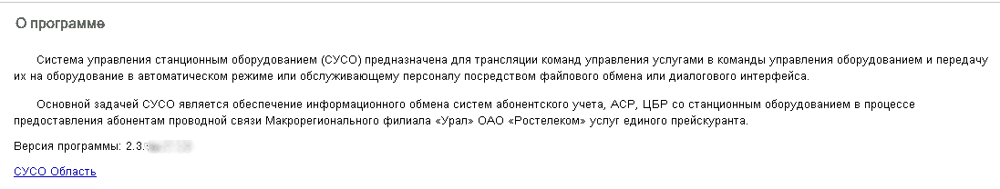 О программе
Система управления станционным оборудованием (СУСО) предназначена для трансляции команд управления услугами в команды управления оборудованием и передачу
их на оборудование в автоматическом режиме или обслуживающему персоналу посредством файлового обмена или диалогового интерфейса.
Основной задачей СУСО является обеспечение информационного обмена систем абонентского учета, АСР, ЦБР со станционным оборудованием в процессе
предоставления абонентам проводной связи Макрорегионального филиала «Урал» ОАО «Ростелеком» услуг единого прейскуранта.
Версия программы: 2.3.
СУСО Область